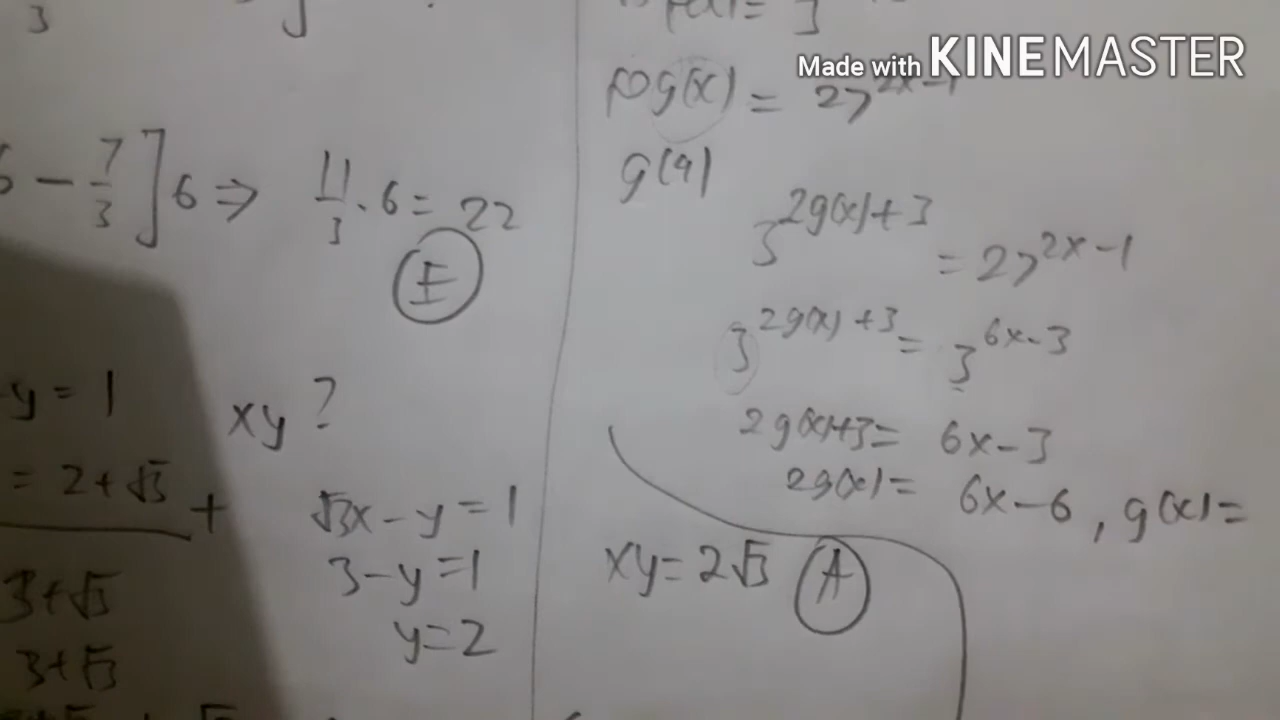 Made with KINEMASTER
fog(x) = 27^{2x-1}
g(4)
3^{2g(x)+3} = 27^{2x-1}
3^{2g(x)+3} = 3^{6x-3}
2g(x)+3 = 6x-3
2g(x) = 6x-6, g(x)=
- 7/3 ] 6 ⇒ 11/3 . 6 = 22
E
y = 1
xy ?
= 2+√3
+
√3x - y = 1
3+√3
3 - y = 1
3+√3
y = 2
xy = 2√3 A